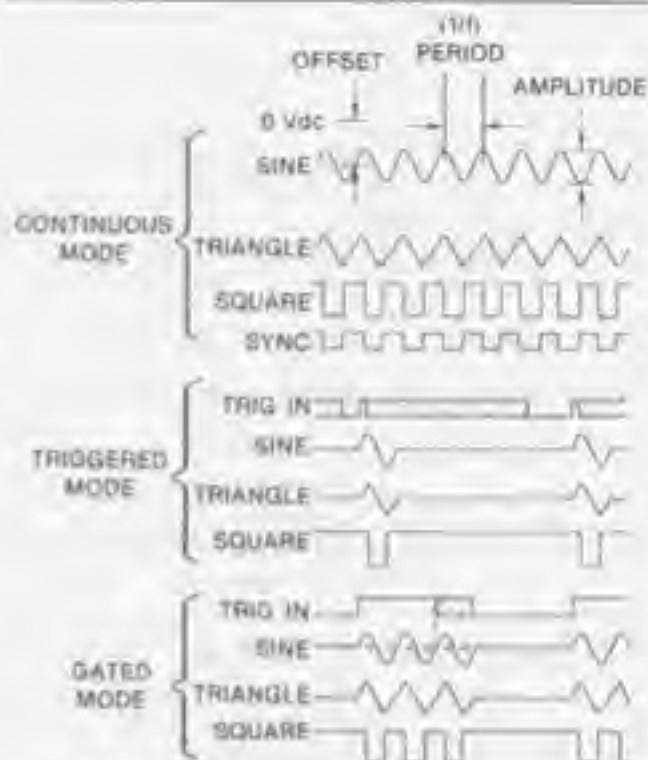 (1/f)
OFFSET PERIOD
AMPLITUDE
0 Vdc
SINE
CONTINUOUS
MODE
TRIANGLE
SQUARE
SYNC
TRIG IN
SINE
TRIGGERED
MODE
TRIANGLE
SQUARE
TRIG IN
SINE
GATED
MODE
TRIANGLE
SQUARE